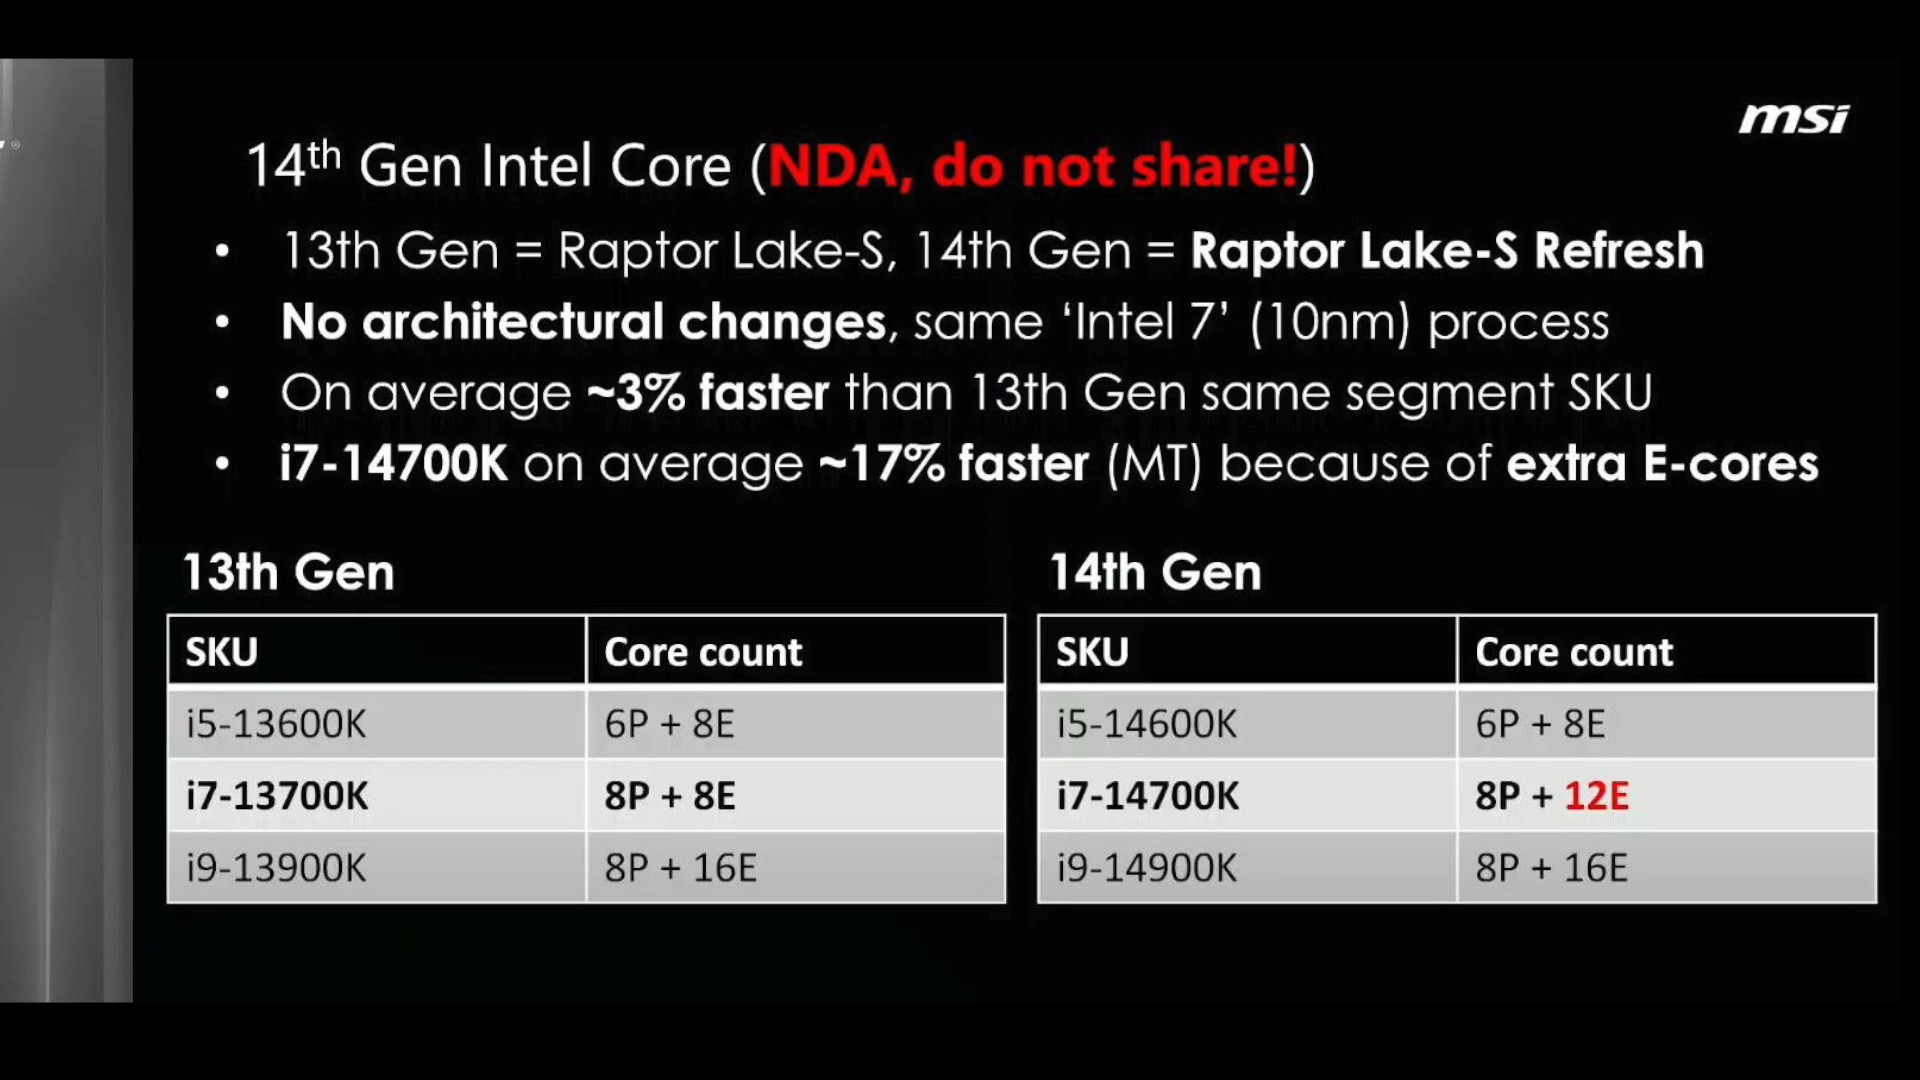 msi
14th Gen Intel Core (NDA, do not share!)
• 13th Gen = Raptor Lake-S, 14th Gen = Raptor Lake-S Refresh
• No architectural changes, same ‘Intel 7’ (10nm) process
• On average ~3% faster than 13th Gen same segment SKU
• i7-14700K on average ~17% faster (MT) because of extra E-cores
13th Gen
SKU Core count
i5-13600K 6P + 8E
i7-13700K 8P + 8E
i9-13900K 8P + 16E
14th Gen
SKU Core count
i5-14600K 6P + 8E
i7-14700K 8P + 12E
i9-14900K 8P + 16E